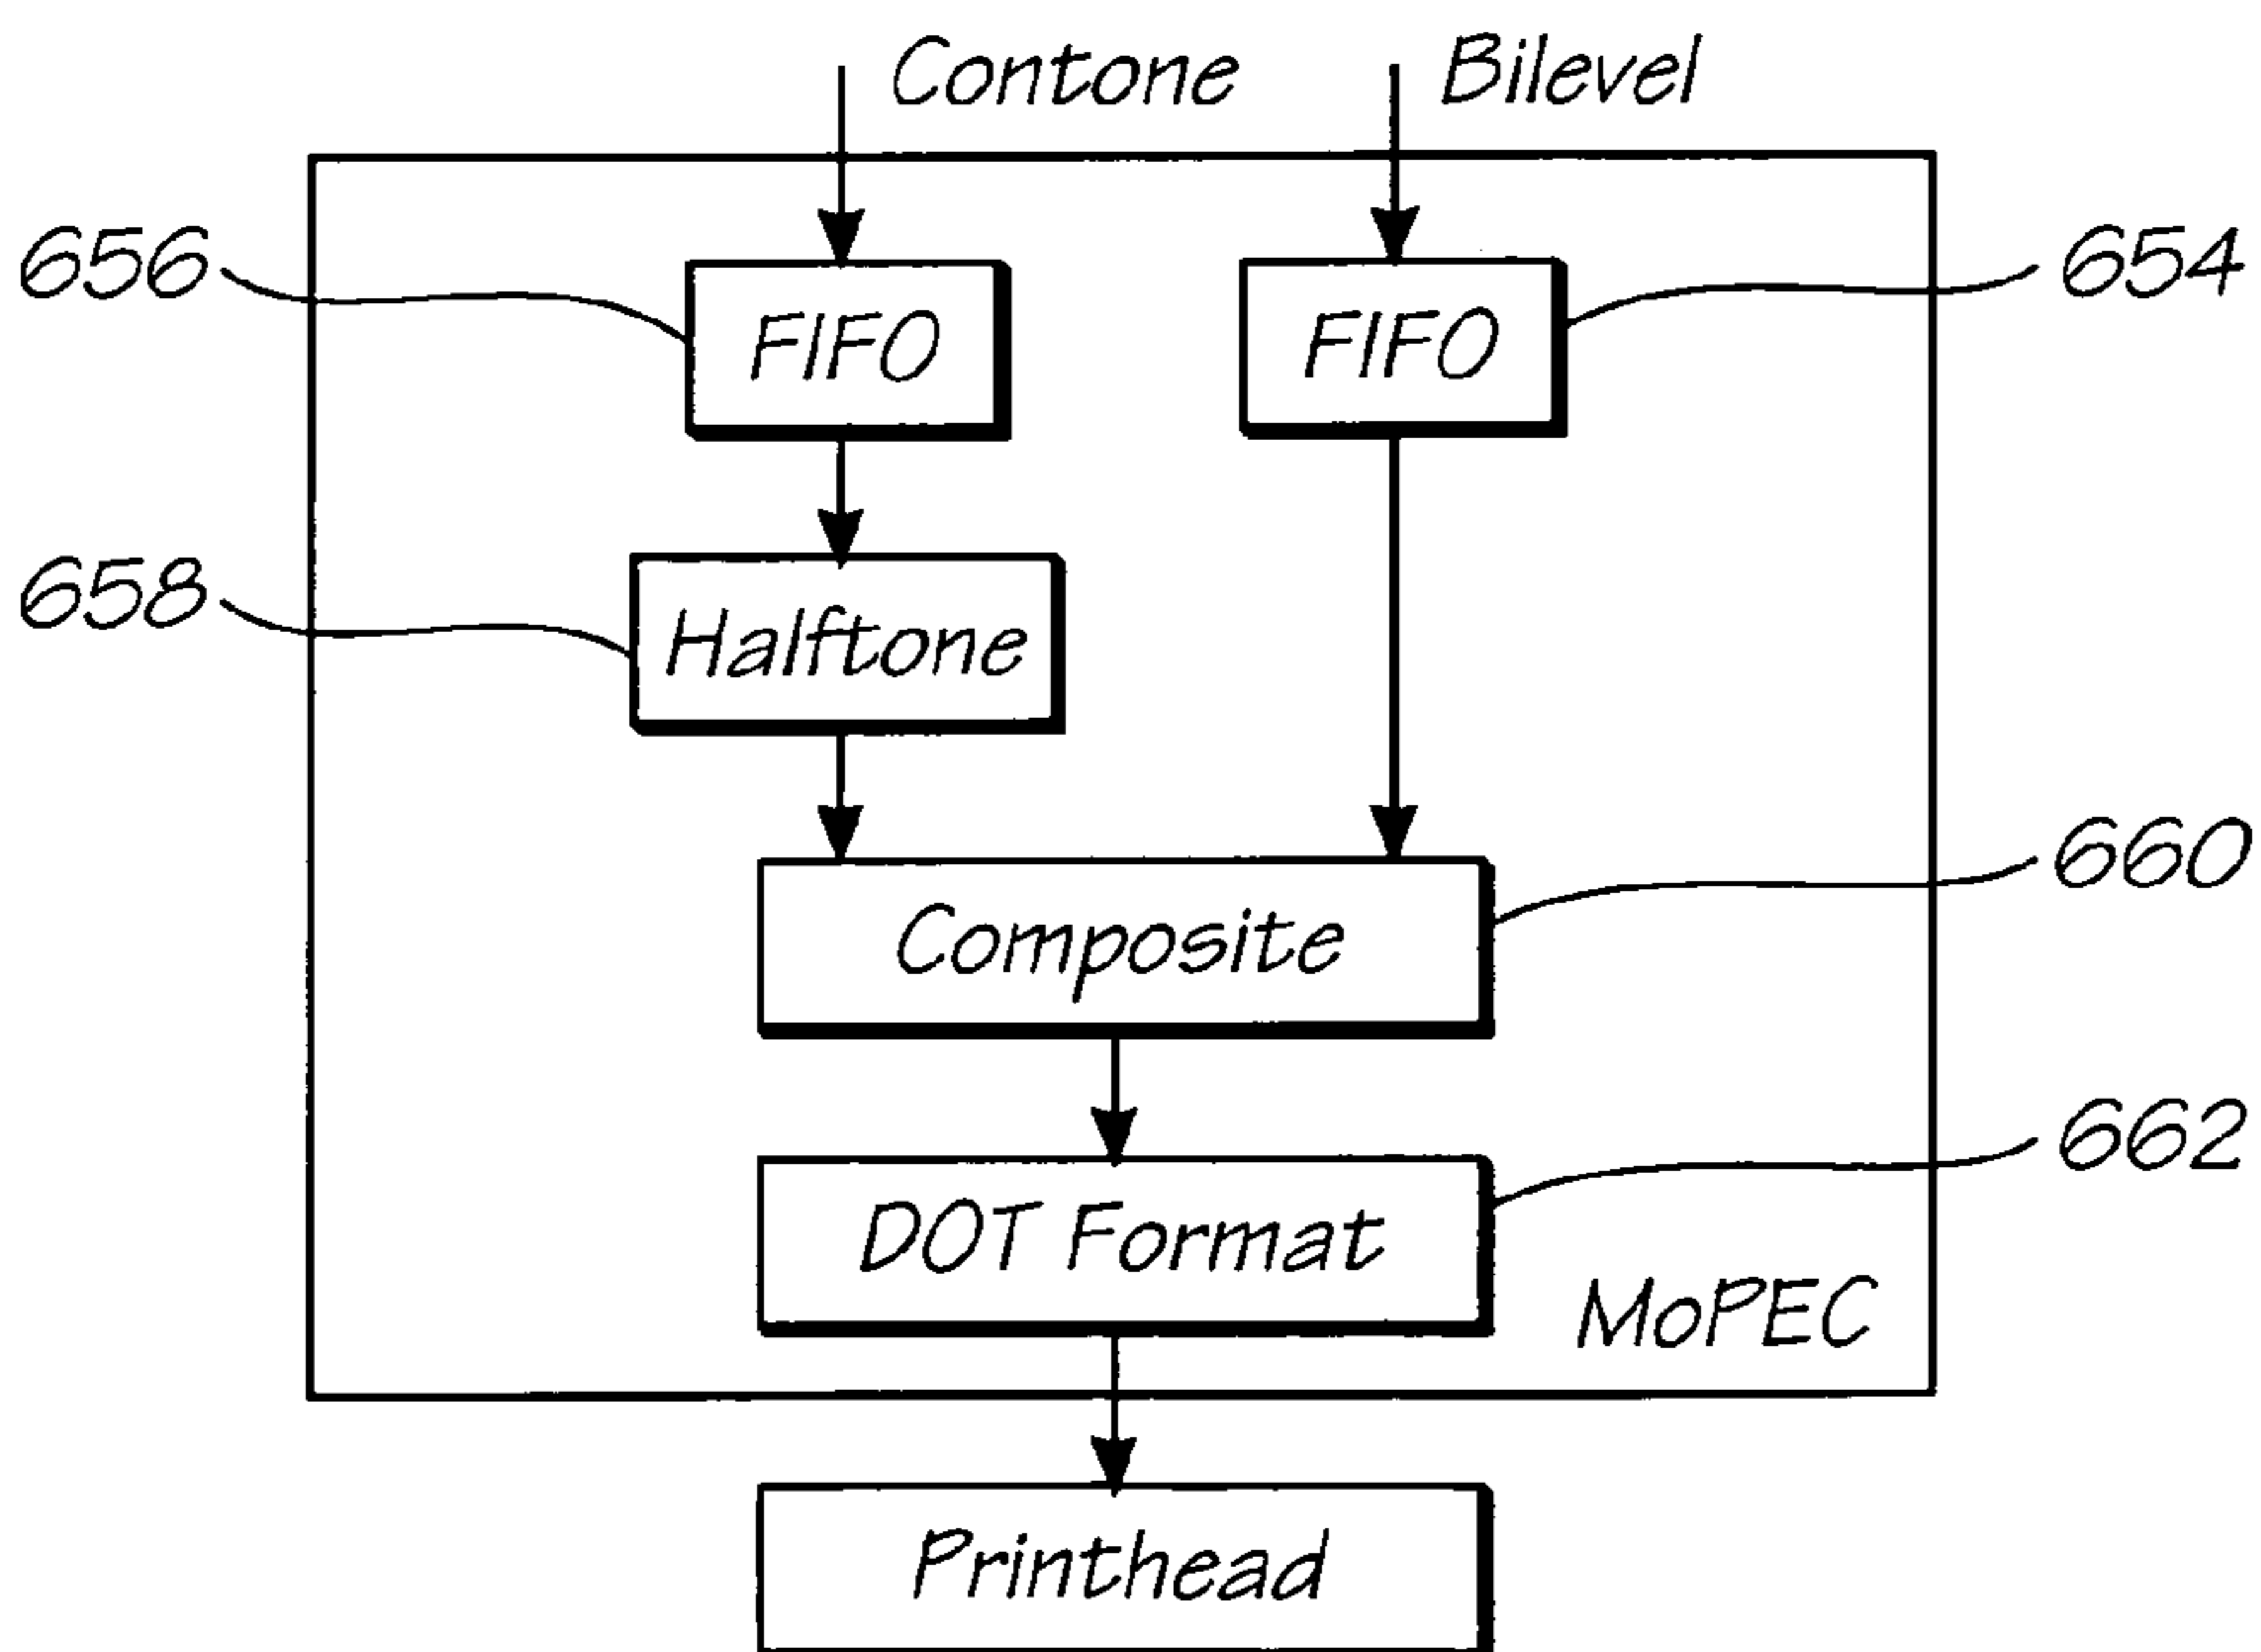 Contone
Bilevel
656
FIFO
FIFO
654
658
Halftone
660
Composite
662
DOT Format
MoPEC
Printhead